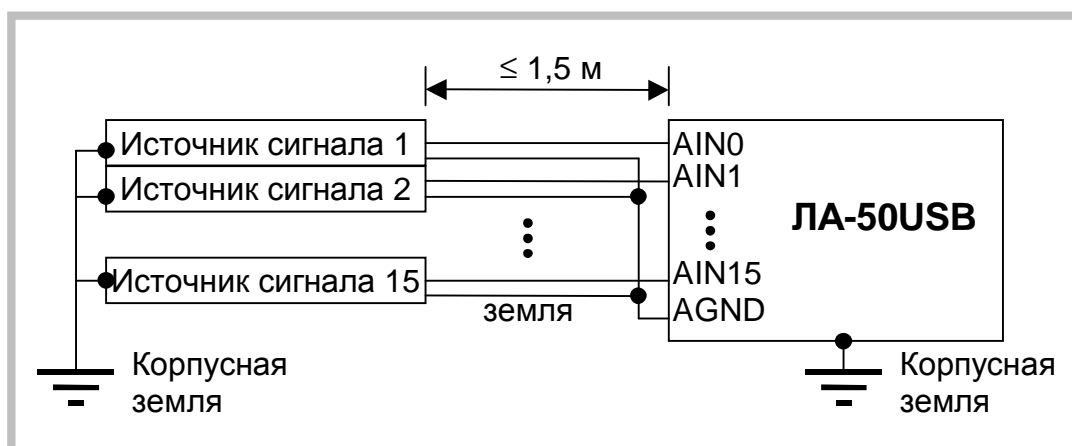 ≤ 1,5 м
Источник сигнала 1
AIN0
Источник сигнала 2
AIN1
ЛА-50USB
Источник сигнала 15
AIN15
земля
AGND
Корпусная
земля
Корпусная
земля